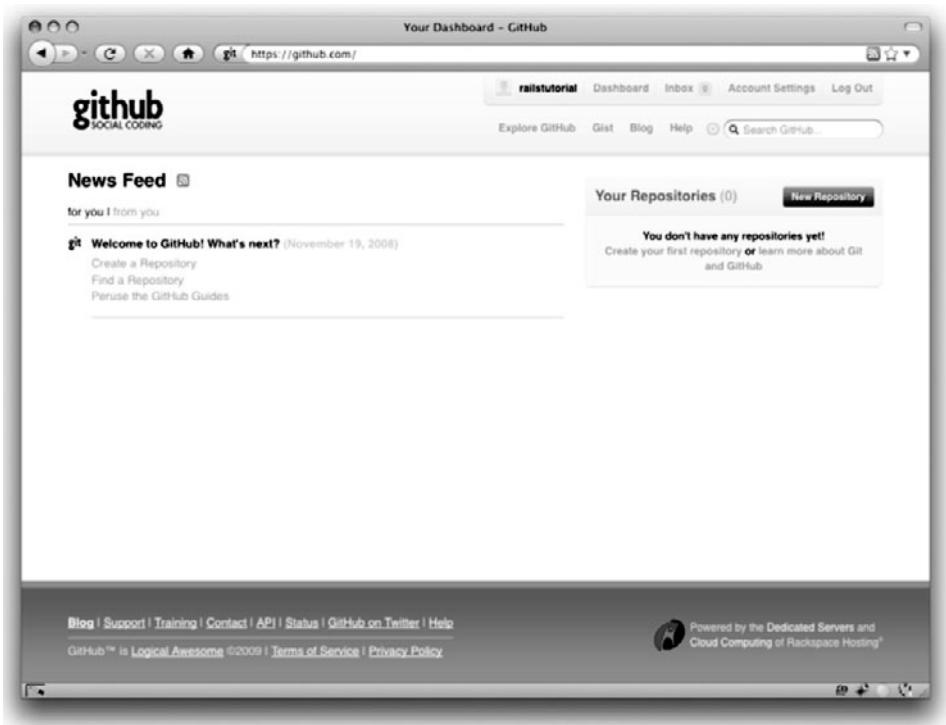 Your Dashboard – GitHub
git https://github.com/
github
SOCIAL CODING
railstutorial Dashboard Inbox 0 Account Settings Log Out
Explore GitHub Gist Blog Help Search GitHub...
News Feed
for you | from you
git Welcome to GitHub! What's next? (November 19, 2008)
Create a Repository
Find a Repository
Peruse the GitHub Guides
Your Repositories (0) New Repository
You don't have any repositories yet!
Create your first repository or learn more about Git
and GitHub
Blog | Support | Training | Contact | API | Status | GitHub on Twitter | Help
GitHub™ is Logical Awesome ©2009 | Terms of Service | Privacy Policy
Powered by the Dedicated Servers and
Cloud Computing of Rackspace Hosting®